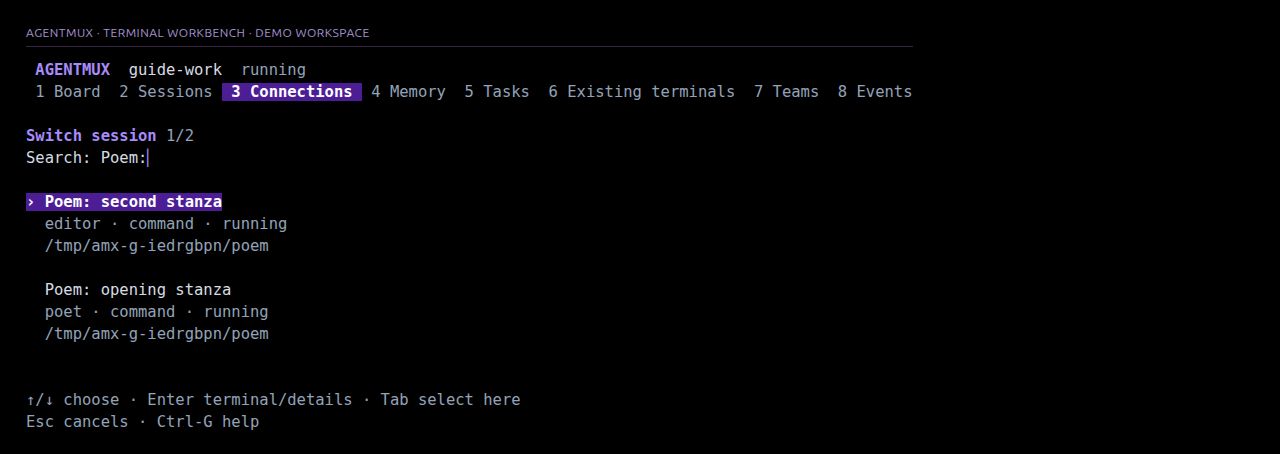 AGENTMUX · TERMINAL WORKBENCH · DEMO WORKSPACE
AGENTMUX guide-work running
1 Board 2 Sessions 3 Connections 4 Memory 5 Tasks 6 Existing terminals 7 Teams 8 Events
Switch session 1/2
Search: Poem:
› Poem: second stanza
editor · command · running
/tmp/amx-g-iedrgbpn/poem
Poem: opening stanza
poet · command · running
/tmp/amx-g-iedrgbpn/poem
↑/↓ choose · Enter terminal/details · Tab select here
Esc cancels · Ctrl-G help